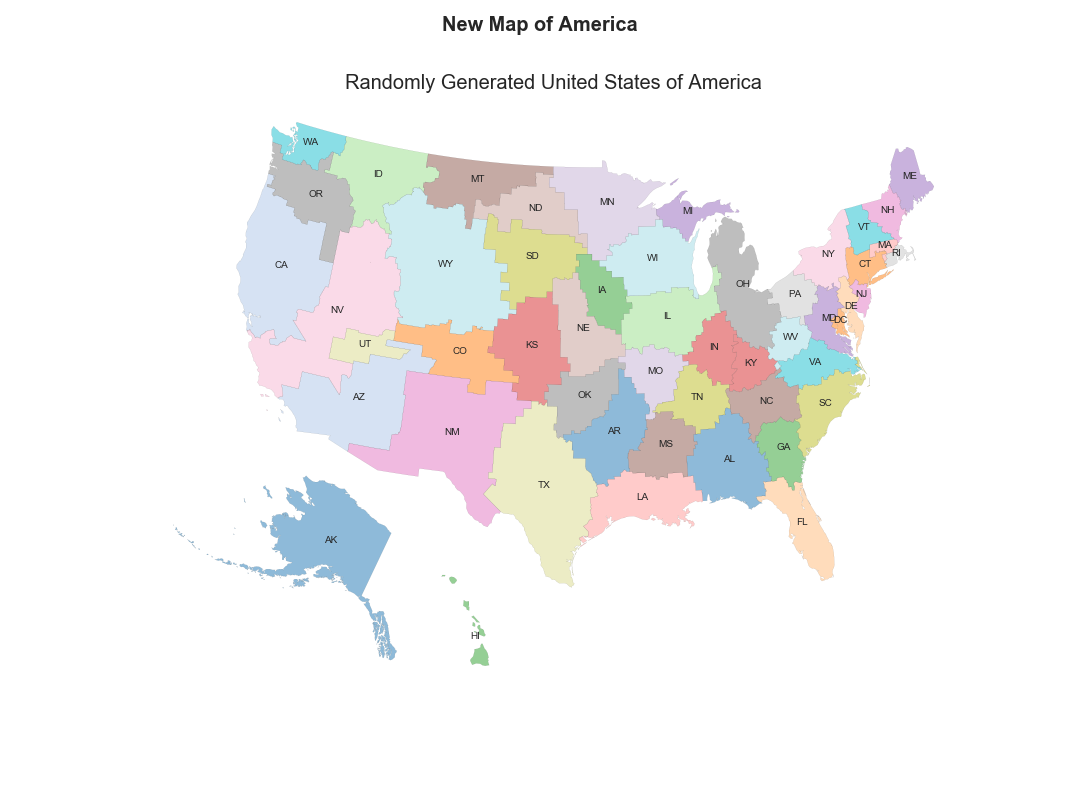 New Map of America
Randomly Generated United States of America
WA
ID
MT
ND
MN
MI
ME
OR
NH
VT
NY
MA
RI
CT
CA
WY
SD
WI
OH
IA
PA
NJ
DE
MD
DC
NV
UT
CO
KS
NE
IL
IN
KY
WV
VA
AZ
NM
OK
MO
TN
NC
SC
AR
MS
AL
GA
TX
LA
FL
AK
HI